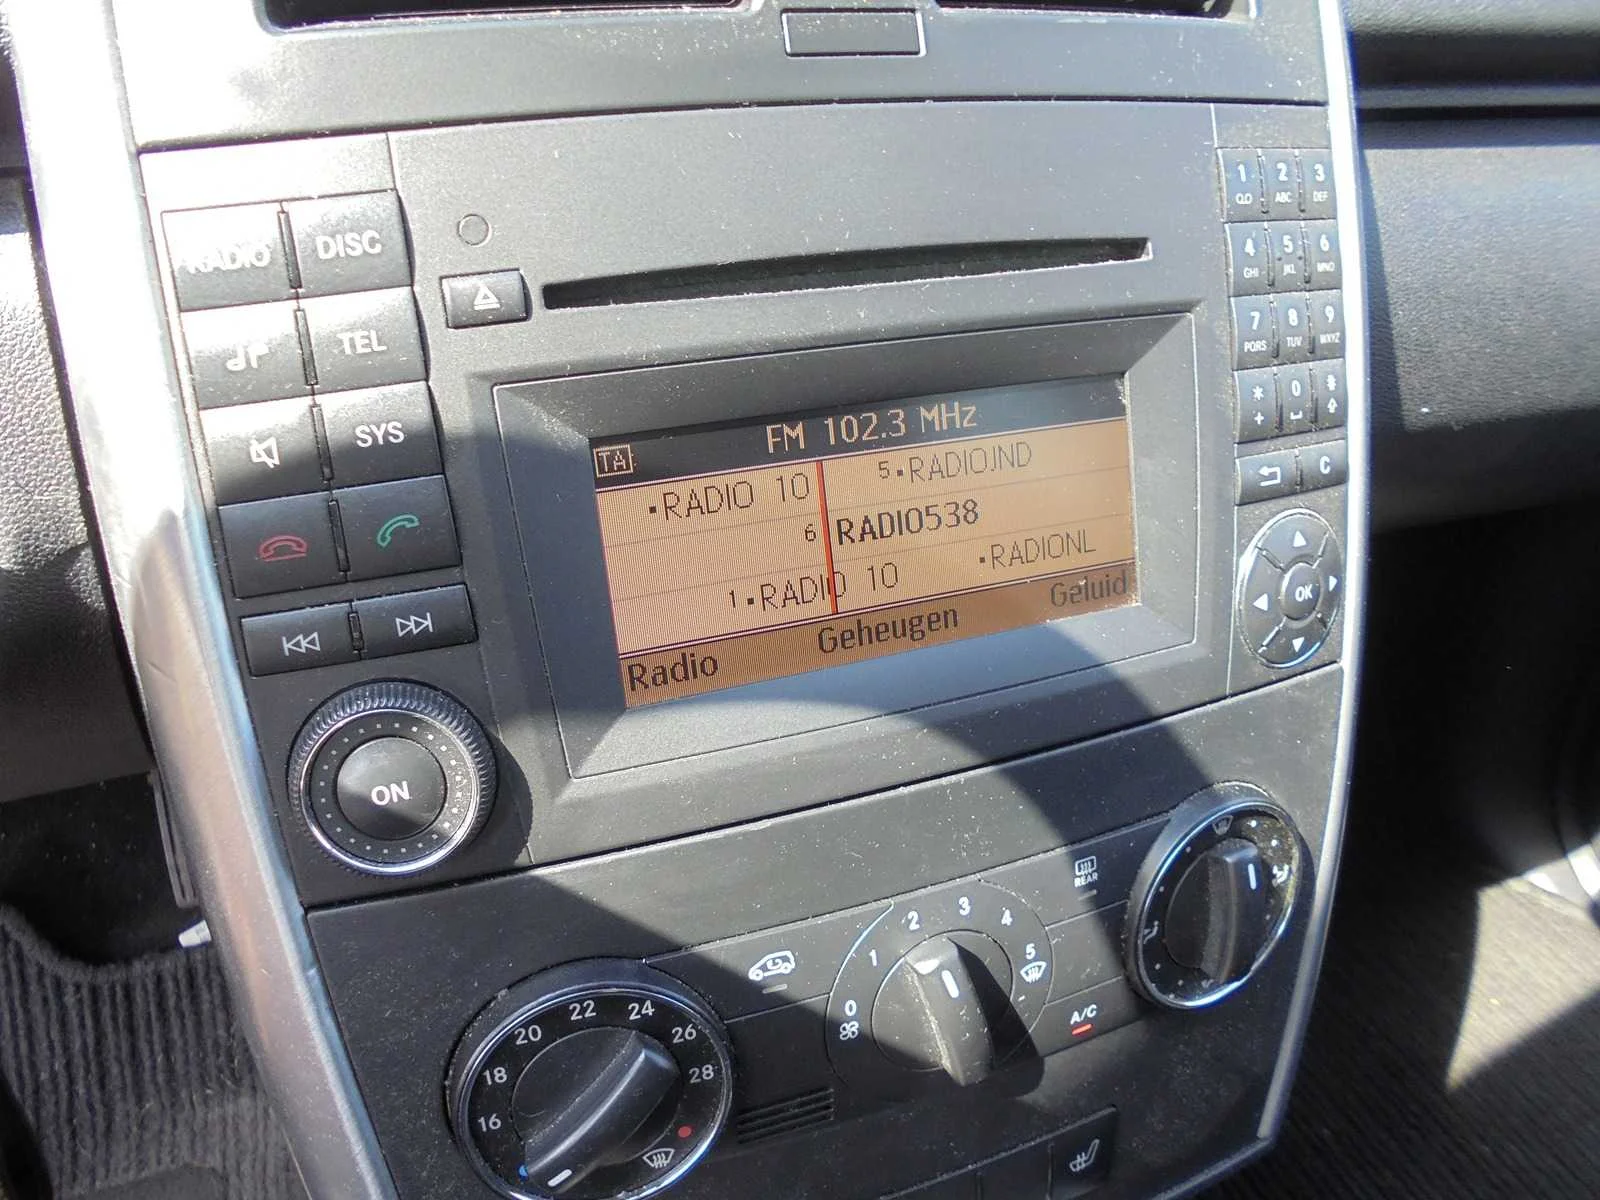 RADIO DISC
TEL
SYS
ON
FM 102.3 MHz
TA
•RADIO 10
5•RADIOJND
6 RADIO538
1•RADIO 10
•RADIONL
Radio Geheugen Geluid
1 2 3
ABC DEF
4 5 6
GHI JKL MNO
7 8 9
PQRS TUV WXYZ
* 0
+
C
OK
REAR
0 1 2 3 4 5
A/C
16 18 20 22 24 26 28